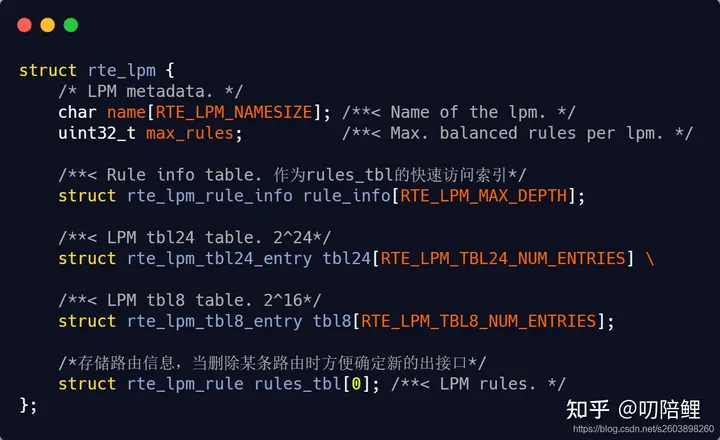 struct rte_lpm {
/* LPM metadata. */
char name[RTE_LPM_NAMESIZE]; /**< Name of the lpm. */
uint32_t max_rules; /**< Max. balanced rules per lpm. */
/**< Rule info table. 作为rules_tbl的快速访问索引*/
struct rte_lpm_rule_info rule_info[RTE_LPM_MAX_DEPTH];
/**< LPM tbl24 table. 2^24*/
struct rte_lpm_tbl24_entry tbl24[RTE_LPM_TBL24_NUM_ENTRIES] \
/**< LPM tbl8 table. 2^16*/
struct rte_lpm_tbl8_entry tbl8[RTE_LPM_TBL8_NUM_ENTRIES];
/*存储路由信息，当删除某条路由时方便确定新的出接口*/
struct rte_lpm_rule rules_tbl[0]; /**< LPM rules. */
};
知乎 @叨陪鲤
https://blog.csdn.net/s2603898260